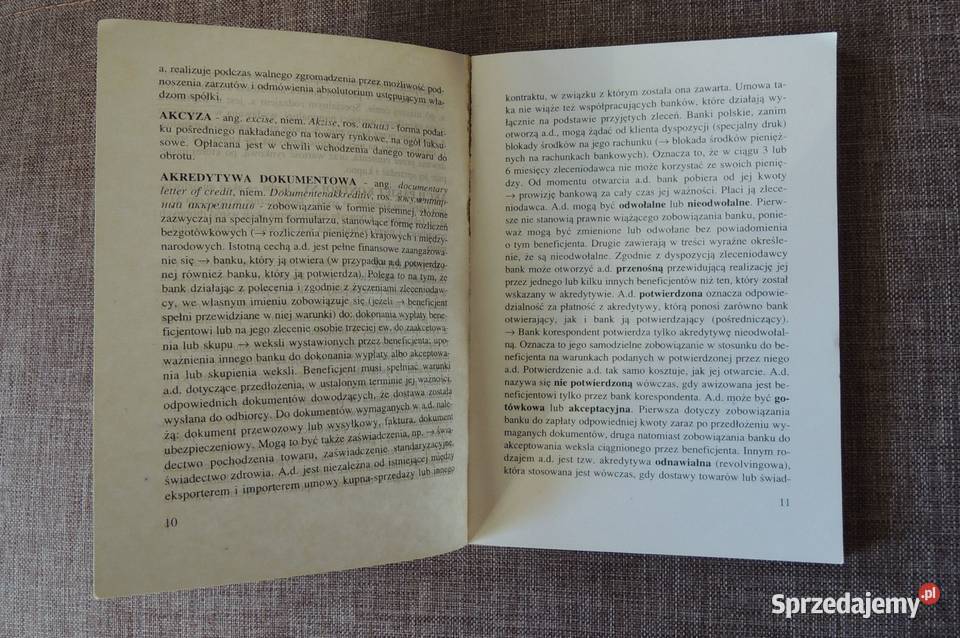 a. realizuje podczas walnego zgromadzenia przez możliwość pod-
noszenia zarzutów i odmówienia absolutorium ustępującym wła-
dzom spółki.
AKCYZA - ang. excise, niem. Akzise, ros. акциз - forma podat-
ku pośredniego nakładanego na towary rynkowe, na ogół luksu-
sowe. Opłacana jest w chwili wchodzenia danego towaru do
obrotu.
AKREDYTYWA DOKUMENTOWA - ang. documentary
letter of credit, niem. Dokumentenakkreditiv, ros. документар-
ный аккредитив - zobowiązanie w formie pisemnej, złożone
zazwyczaj na specjalnym formularzu, stanowiące formę rozliczeń
bezgotówkowych (→ rozliczenia pieniężne) krajowych i między-
narodowych. Istotną cechą a.d. jest pełne finansowe zaangażowa-
nie się → banku, który ją otwiera (w przypadku a.d. potwierdzo-
nej również banku, który ją potwierdza). Polega to na tym, że
bank działając z polecenia i zgodnie z życzeniami zleceniodaw-
cy, we własnym imieniu zobowiązuje się (jeżeli → beneficjent
spełni przewidziane w niej warunki) do: dokonania wypłaty bene-
ficjentowi lub na jego zlecenie osobie trzeciej ew. do zaakceptowa-
nia lub skupu → weksli wystawionych przez beneficjenta; upo-
ważnienia innego banku do dokonania wypłaty albo akceptowa-
nia lub skupienia weksli. Beneficjent musi spełniać warunki
a.d. dotyczące przedłożenia, w ustalonym terminie jej ważności,
odpowiednich dokumentów dowodzących, że dostawa została
wysłana do odbiorcy. Do dokumentów wymaganych w a.d. nale-
żą: dokument przewozowy lub wysyłkowy, faktura, dokument
ubezpieczeniowy. Mogą to być także zaświadczenia, np. → świa-
dectwo pochodzenia towaru, zaświadczenie standaryzacyjne,
świadectwo zdrowia. A.d. jest niezależna od istniejącej między
eksporterem i importerem umowy kupna-sprzedaży lub innego
10
kontraktu, w związku z którym została ona zawarta. Umowa ta-
ka nie wiąże też współpracujących banków, które działają wy-
łącznie na podstawie przyjętych zleceń. Banki polskie, zanim
otworzą a.d., mogą żądać od klienta dyspozycji (specjalny druk)
blokady środków na jego rachunku (→ blokada środków pienięż-
nych na rachunkach bankowych). Oznacza to, że w ciągu 3 lub
6 miesięcy zleceniodawca nie może korzystać ze swoich pienię-
dzy. Od momentu otwarcia a.d. bank pobiera od jej kwoty
→ prowizję bankową za cały czas jej ważności. Płaci ją zlece-
niodawca. A.d. mogą być odwołalne lub nieodwołalne. Pierw-
sze nie stanowią prawnie wiążącego zobowiązania banku, ponie-
waż mogą być zmienione lub odwołane bez powiadomienia
o tym beneficjenta. Drugie zawierają w treści wyraźne określe-
nie, że są nieodwołalne. Zgodnie z dyspozycją zleceniodawcy
bank może otworzyć a.d. przenośną przewidującą realizację jej
przez jednego lub kilku innych beneficjentów niż ten, który został
wskazany w akredytywie. A.d. potwierdzona oznacza odpowie-
dzialność za płatność z akredytywy, którą ponosi zarówno bank
otwierający, jak i bank ją potwierdzający (pośredniczący).
→ Bank korespondent potwierdza tylko akredytywę nieodwołal-
ną. Oznacza to jego samodzielne zobowiązanie w stosunku do be-
neficjenta na warunkach podanych w potwierdzonej przez niego
a.d. Potwierdzenie a.d. tak samo kosztuje, jak jej otwarcie. A.d.
nazywa się nie potwierdzoną wówczas, gdy awizowana jest be-
neficjentowi tylko przez bank korespondenta. A.d. może być go-
tówkowa lub akceptacyjna. Pierwsza dotyczy zobowiązania
banku do zapłaty odpowiedniej kwoty zaraz po przedłożeniu wy-
maganych dokumentów, druga natomiast zobowiązania banku do
akceptowania weksla ciągnionego przez beneficjenta. Innym ro-
dzajem a.d. jest tzw. akredytywa odnawialna (revolvingowa),
która stosowana jest wówczas, gdy dostawy towarów lub świad-
11
Sprzedajemy.pl